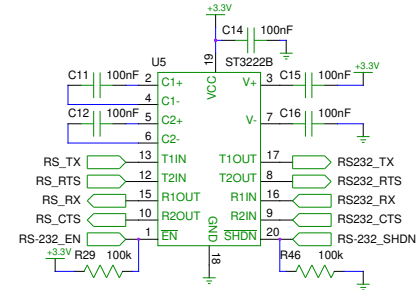 +3.3V
C14 100nF
U5 ST3222B
19
VCC
C11 100nF 2 C1+ V+ 3 C15 100nF +3.3V
4 C1-
C12 100nF 5 C2+ V- 7 C16 100nF
6 C2-
RS_TX 13 T1IN T1OUT 17 RS232_TX
RS_RTS 12 T2IN T2OUT 8 RS232_RTS
RS_RX 15 R1OUT R1IN 16 RS232_RX
RS_CTS 10 R2OUT R2IN 9 RS232_CTS
RS-232_EN 1 EN GND SHDN 20 RS-232_SHDN
+3.3V R29 100k 18 R46 100k